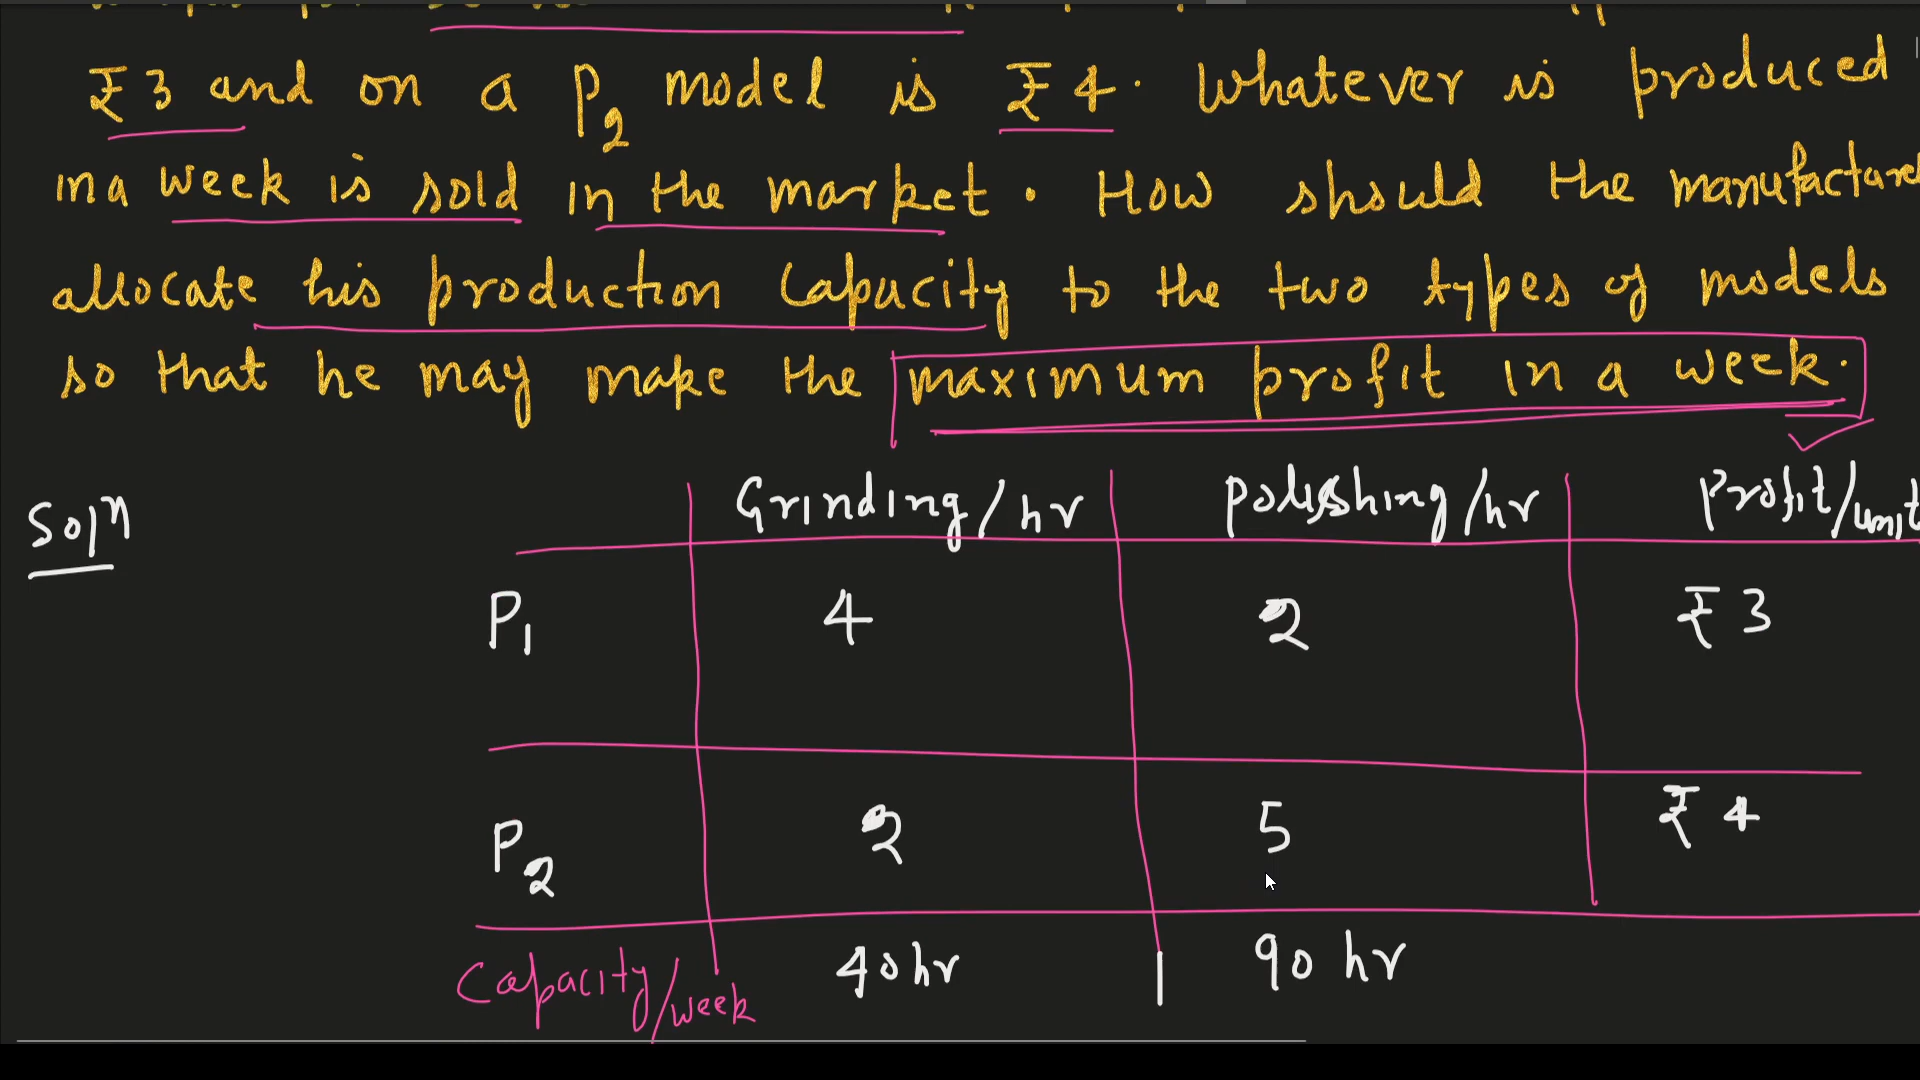 ₹3 and on a P2 model is ₹4. Whatever is produced
in a week is sold in the market. How should the manufacturer
allocate his production capacity to the two types of models
so that he may make the maximum profit in a week.
Soln
Grinding/hr Polishing/hr Profit/unit
P1 4 2 ₹3
P2 2 5 ₹4
Capacity/week 40hr 90 hr